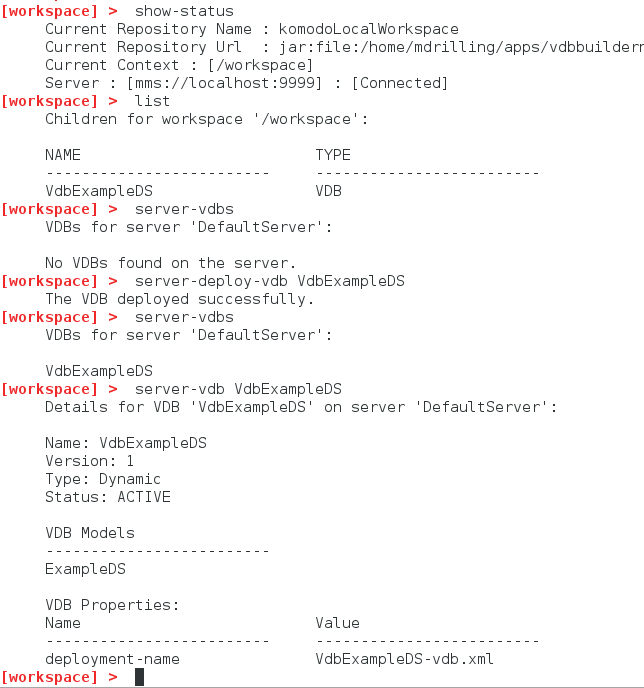 [workspace] > show-status
Current Repository Name : komodoLocalWorkspace
Current Repository Url  : jar:file:/home/mdrilling/apps/vdbbuilder
Current Context : [/workspace]
Server : [mms://localhost:9999] : [Connected]
[workspace] > list
Children for workspace '/workspace':
NAME TYPE
------------------------- -------------------------
VdbExampleDS VDB
[workspace] > server-vdbs
VDBs for server 'DefaultServer':
No VDBs found on the server.
[workspace] > server-deploy-vdb VdbExampleDS
The VDB deployed successfully.
[workspace] > server-vdbs
VDBs for server 'DefaultServer':
VdbExampleDS
[workspace] > server-vdb VdbExampleDS
Details for VDB 'VdbExampleDS' on server 'DefaultServer':
Name: VdbExampleDS
Version: 1
Type: Dynamic
Status: ACTIVE
VDB Models
-------------------------
ExampleDS
VDB Properties:
Name Value
------------------------- -------------------------
deployment-name VdbExampleDS-vdb.xml
[workspace] >